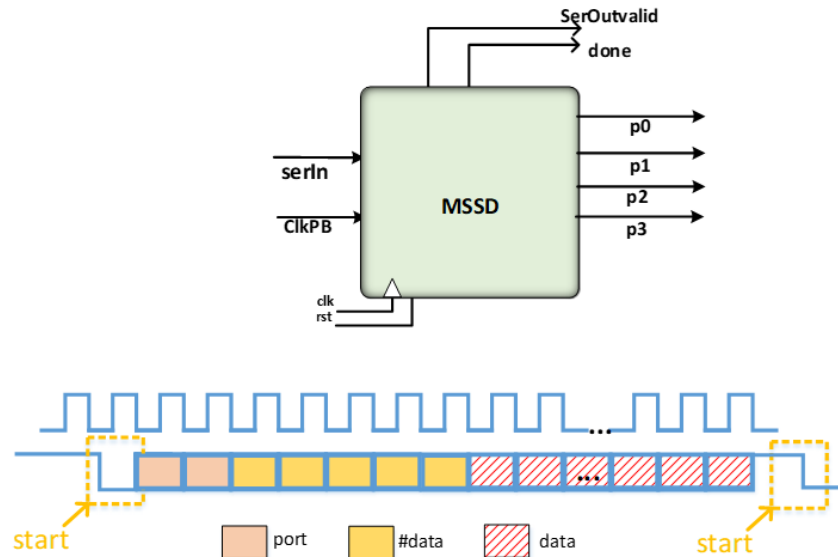 SerOutvalid
done
serIn
ClkPB
MSSD
p0
p1
p2
p3
clk
rst
...
...
start
port
#data
data
start